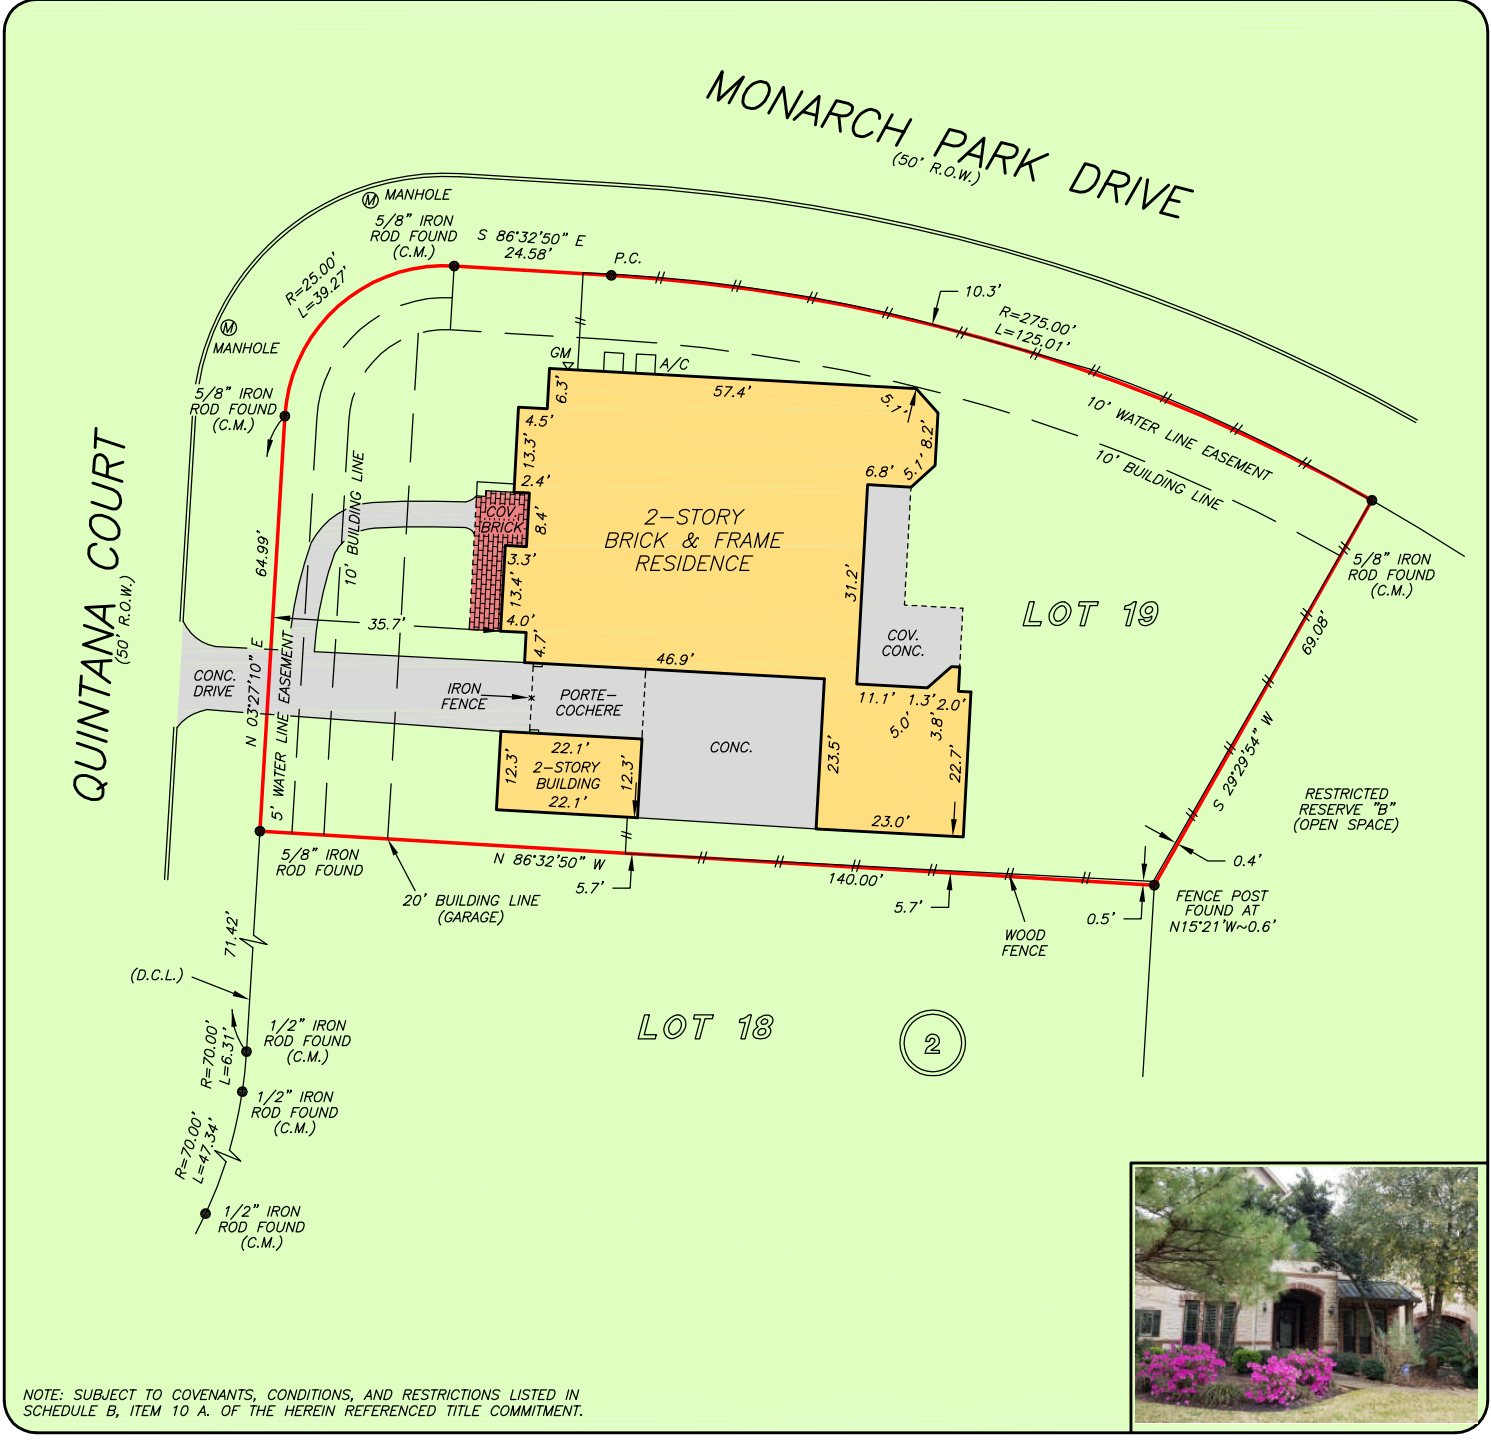 MONARCH PARK DRIVE
(50' R.O.W.)
Ⓜ MANHOLE
5/8" IRON
ROD FOUND
(C.M.)
S 86°32'50" E
24.58'
P.C.
R=25.00'
L=39.27'
10.3'
R=275.00'
L=125.01'
Ⓜ
MANHOLE
GM
A/C
5/8" IRON
ROD FOUND
(C.M.)
6.3'
57.4'
5.1'
8.2'
5.1'
6.8'
4.5'
13.3'
2.4'
10' WATER LINE EASEMENT
10' BUILDING LINE
QUINTANA COURT
(50' R.O.W.)
64.99'
10' BUILDING LINE
COV.
BRICK
8.4'
3.3'
13.4'
4.0'
4.7'
2-STORY
BRICK & FRAME
RESIDENCE
31.2'
COV.
CONC.
LOT 19
5/8" IRON
ROD FOUND
(C.M.)
69.08'
S 29°29'54" W
35.7'
46.9'
N 03°27'10" E
5' WATER LINE EASEMENT
CONC.
DRIVE
IRON
FENCE
PORTE-
COCHERE
CONC.
11.1'
1.3'
2.0'
5.0'
3.8'
23.5'
22.7'
23.0'
22.1'
12.3'
2-STORY
BUILDING
12.3'
22.1'
RESTRICTED
RESERVE "B"
(OPEN SPACE)
5/8" IRON
ROD FOUND
N 86°32'50" W
140.00'
5.7'
5.7'
0.5'
0.4'
20' BUILDING LINE
(GARAGE)
WOOD
FENCE
FENCE POST
FOUND AT
N15°21'W~0.6'
71.42'
(D.C.L.)
R=70.00'
L=6.31'
1/2" IRON
ROD FOUND
(C.M.)
LOT 18
2
1/2" IRON
ROD FOUND
(C.M.)
R=70.00'
L=47.34'
1/2" IRON
ROD FOUND
(C.M.)
NOTE: SUBJECT TO COVENANTS, CONDITIONS, AND RESTRICTIONS LISTED IN
SCHEDULE B, ITEM 10 A. OF THE HEREIN REFERENCED TITLE COMMITMENT.